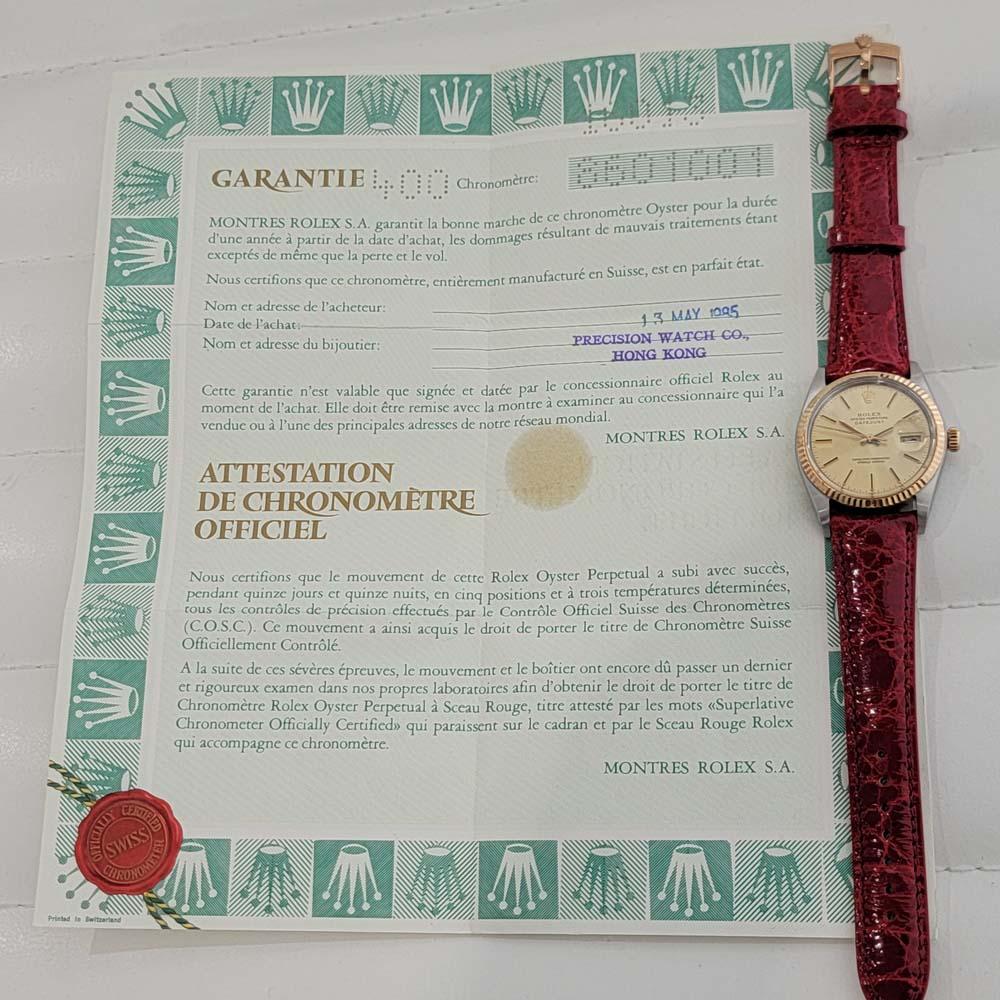 GARANTIE 400 Chronomètre: 8801001
MONTRES ROLEX S.A. garantit la bonne marche de ce chronomètre Oyster pour la durée
d'une année à partir de la date d'achat, les dommages résultant de mauvais traitements étant
exceptés de même que la perte et le vol.
Nous certifions que ce chronomètre, entièrement manufacturé en Suisse, est en parfait état.
Nom et adresse de l'acheteur:
Date de l'achat: 13 MAY 1985
Nom et adresse du bijoutier: PRECISION WATCH CO.,
HONG KONG
Cette garantie n'est valable que signée et datée par le concessionnaire officiel Rolex au
moment de l'achat. Elle doit être remise avec la montre à examiner au concessionnaire qui l'a
vendue ou à l'une des principales adresses de notre réseau mondial.
MONTRES ROLEX S.A.
ATTESTATION
DE CHRONOMÈTRE
OFFICIEL
Nous certifions que le mouvement de cette Rolex Oyster Perpetual a subi avec succès,
pendant quinze jours et quinze nuits, en cinq positions et à trois températures déterminées,
tous les contrôles de précision effectués par le Contrôle Officiel Suisse des Chronomètres
(C.O.S.C.). Ce mouvement a ainsi acquis le droit de porter le titre de Chronomètre Suisse
Officiellement Contrôlé.
A la suite de ces sévères épreuves, le mouvement et le boîtier ont encore dû passer un dernier
et rigoureux examen dans nos propres laboratoires afin d'obtenir le droit de porter le titre de
Chronomètre Rolex Oyster Perpetual à Sceau Rouge, titre attesté par les mots «Superlative
Chronometer Officially Certified» qui paraissent sur le cadran et par le Sceau Rouge Rolex
qui accompagne ce chronomètre.
MONTRES ROLEX S.A.
OFFICIALLY CERTIFIED
SWISS
CHRONOMETER
Printed in Switzerland
ROLEX
OYSTER PERPETUAL
DATEJUST